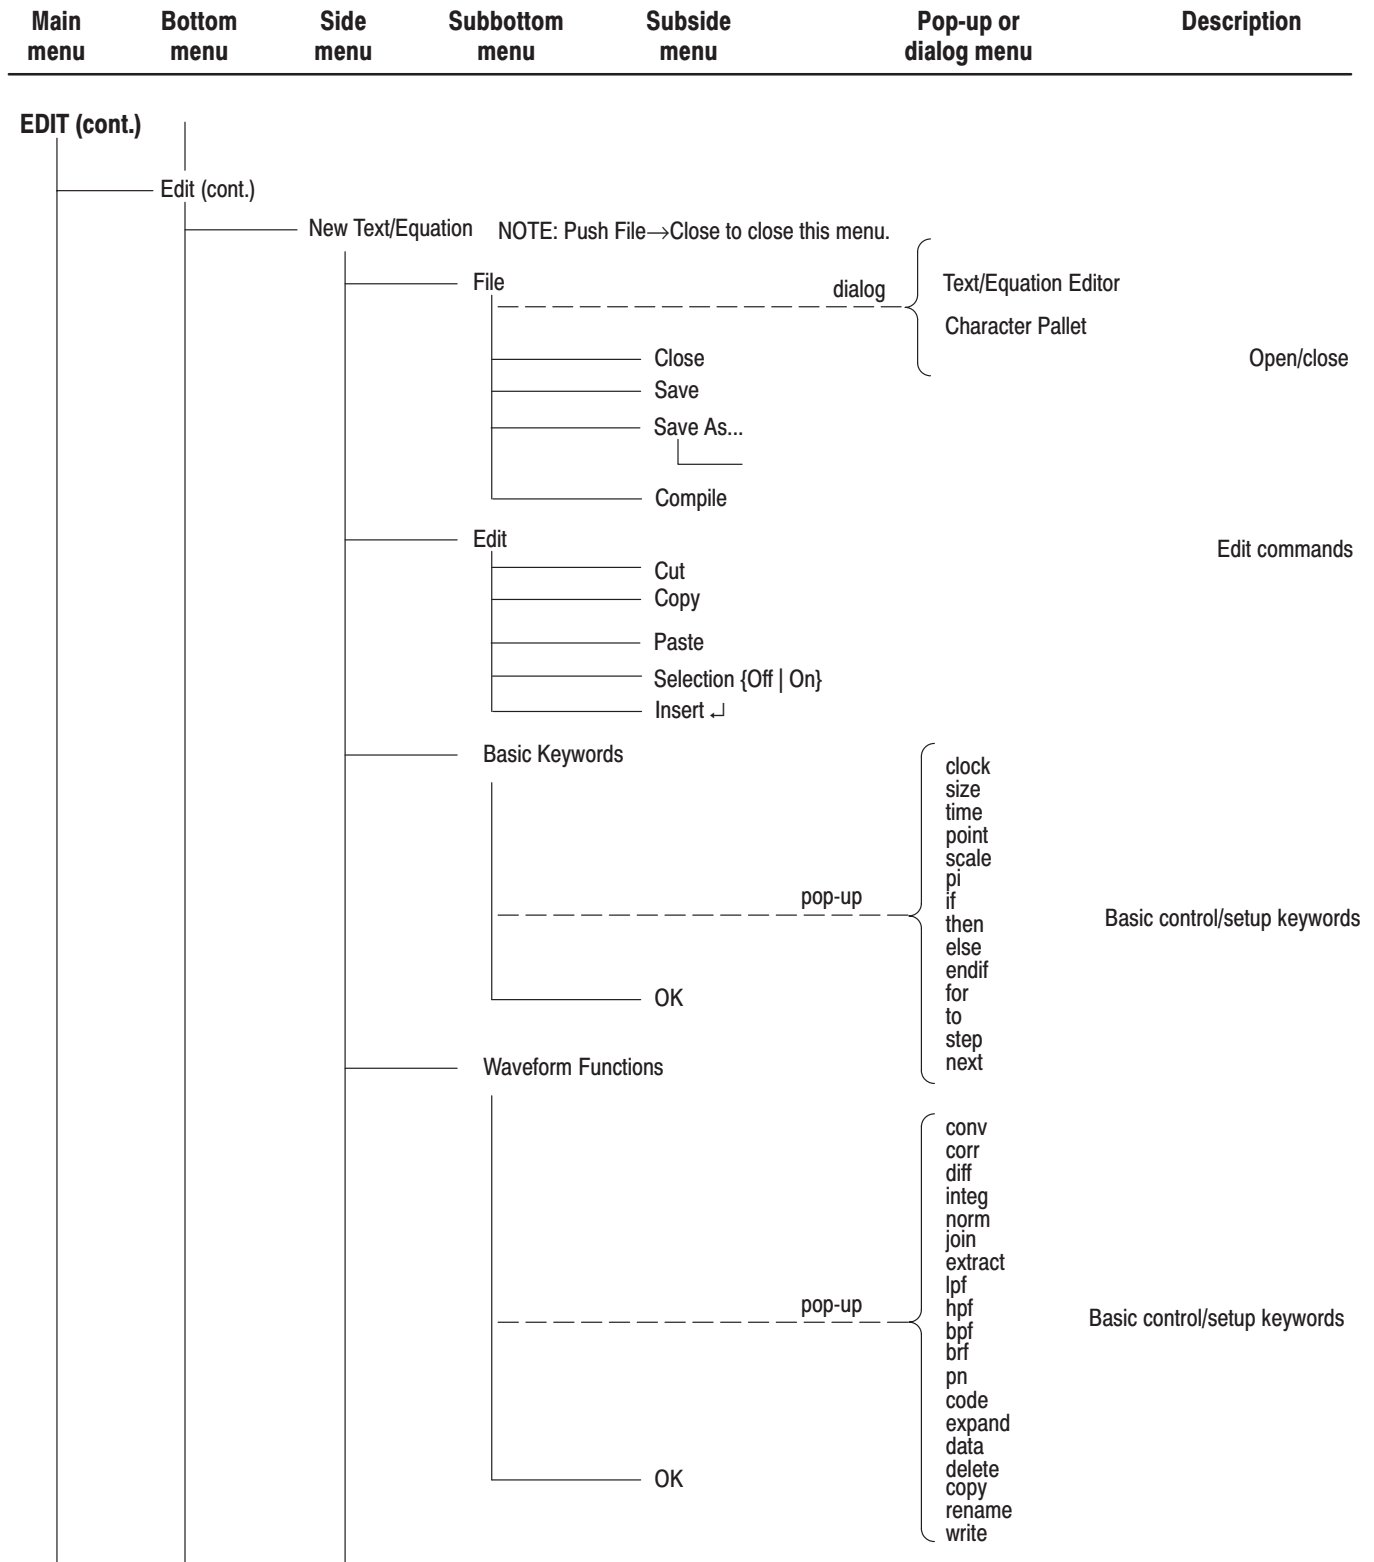 Main menu Bottom menu Side menu Subbottom menu Subside menu Pop-up or dialog menu Description
EDIT (cont.)
Edit (cont.)
New Text/Equation NOTE: Push File→Close to close this menu.
File dialog Text/Equation Editor
Character Pallet
Close Open/close
Save
Save As...
Compile
Edit Edit commands
Cut
Copy
Paste
Selection {Off | On}
Insert ↵
Basic Keywords
clock
size
time
point
scale
pi
pop-up if
then Basic control/setup keywords
else
endif
for
OK
to
step
next
Waveform Functions
conv
corr
diff
integ
norm
join
extract
lpf
pop-up hpf Basic control/setup keywords
bpf
brf
pn
code
expand
data
delete
OK
copy
rename
write